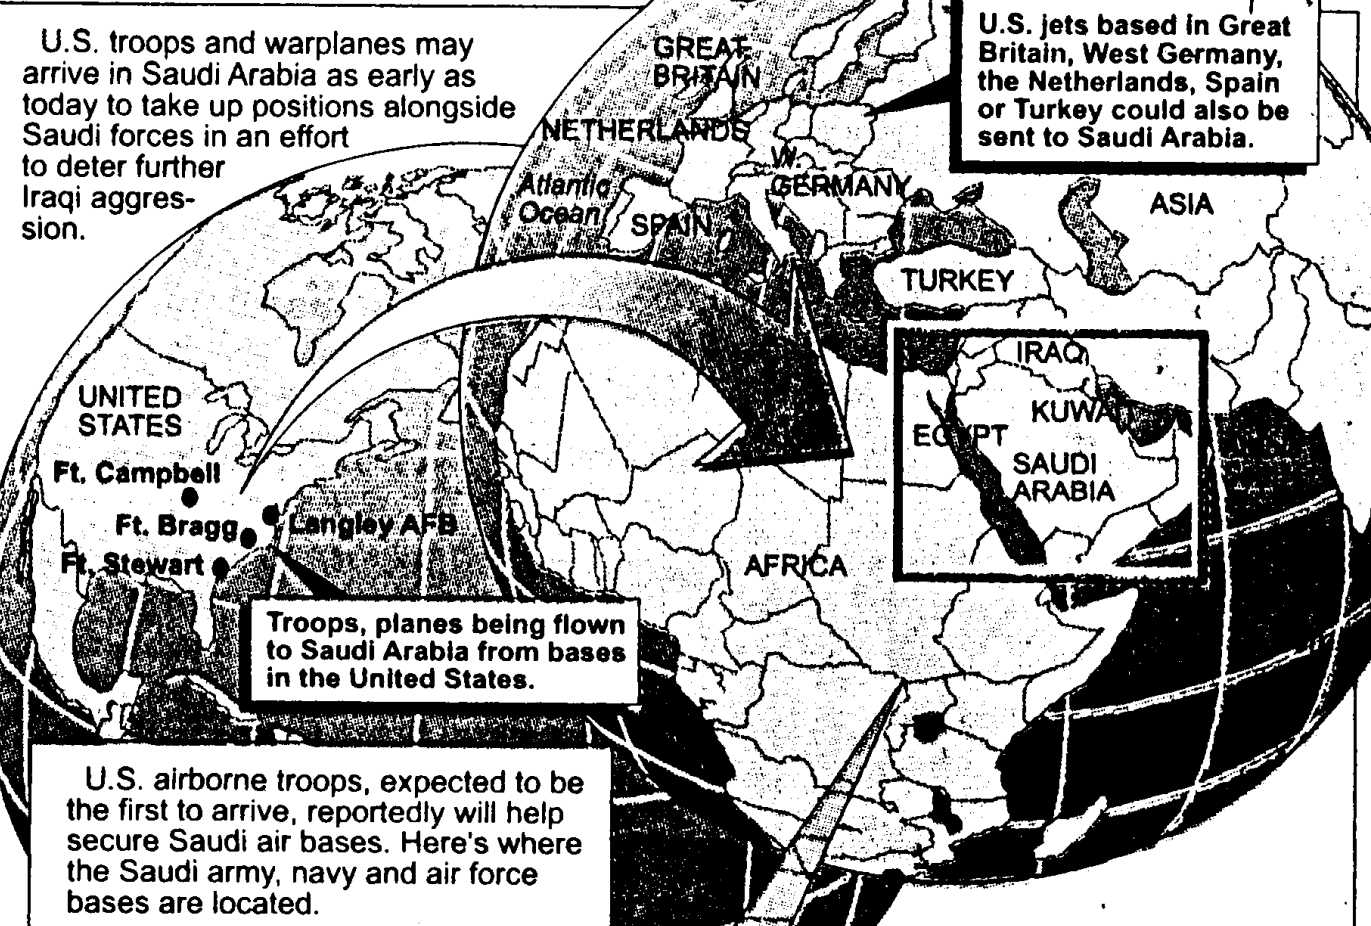 U.S. troops and warplanes may
arrive in Saudi Arabia as early as
today to take up positions alongside
Saudi forces in an effort
to deter further
Iraqi aggres-
sion.
U.S. jets based in Great
Britain, West Germany,
the Netherlands, Spain
or Turkey could also be
sent to Saudi Arabia.
GREAT
BRITAIN
NETHERLANDS
W.
GERMANY
Atlantic
Ocean
SPAIN
ASIA
TURKEY
IRAQ
KUWAIT
EGYPT
SAUDI
ARABIA
AFRICA
UNITED
STATES
Ft. Campbell
Ft. Bragg
Langley AFB
Ft. Stewart
Troops, planes being flown
to Saudi Arabia from bases
in the United States.
U.S. airborne troops, expected to be
the first to arrive, reportedly will help
secure Saudi air bases. Here's where
the Saudi army, navy and air force
bases are located.